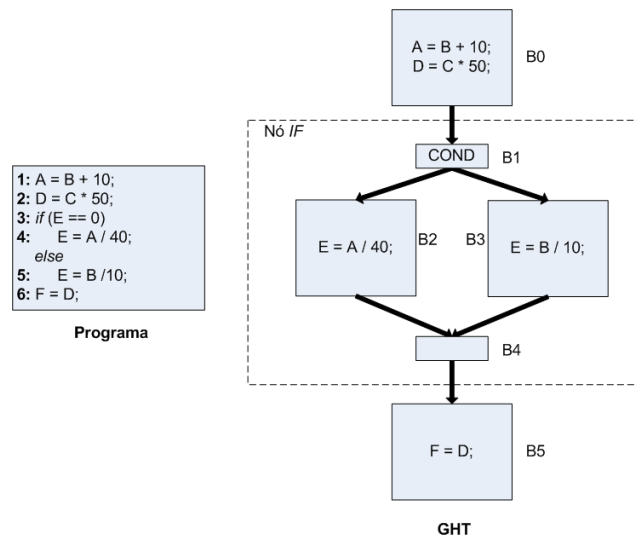 1: A = B + 10;
2: D = C * 50;
3: if (E == 0)
4: E = A / 40;
else
5: E = B /10;
6: F = D;
Programa
A = B + 10;
D = C * 50;
B0
Nó IF
COND
B1
E = A / 40;
B2
B3
E = B / 10;
B4
F = D;
B5
GHT